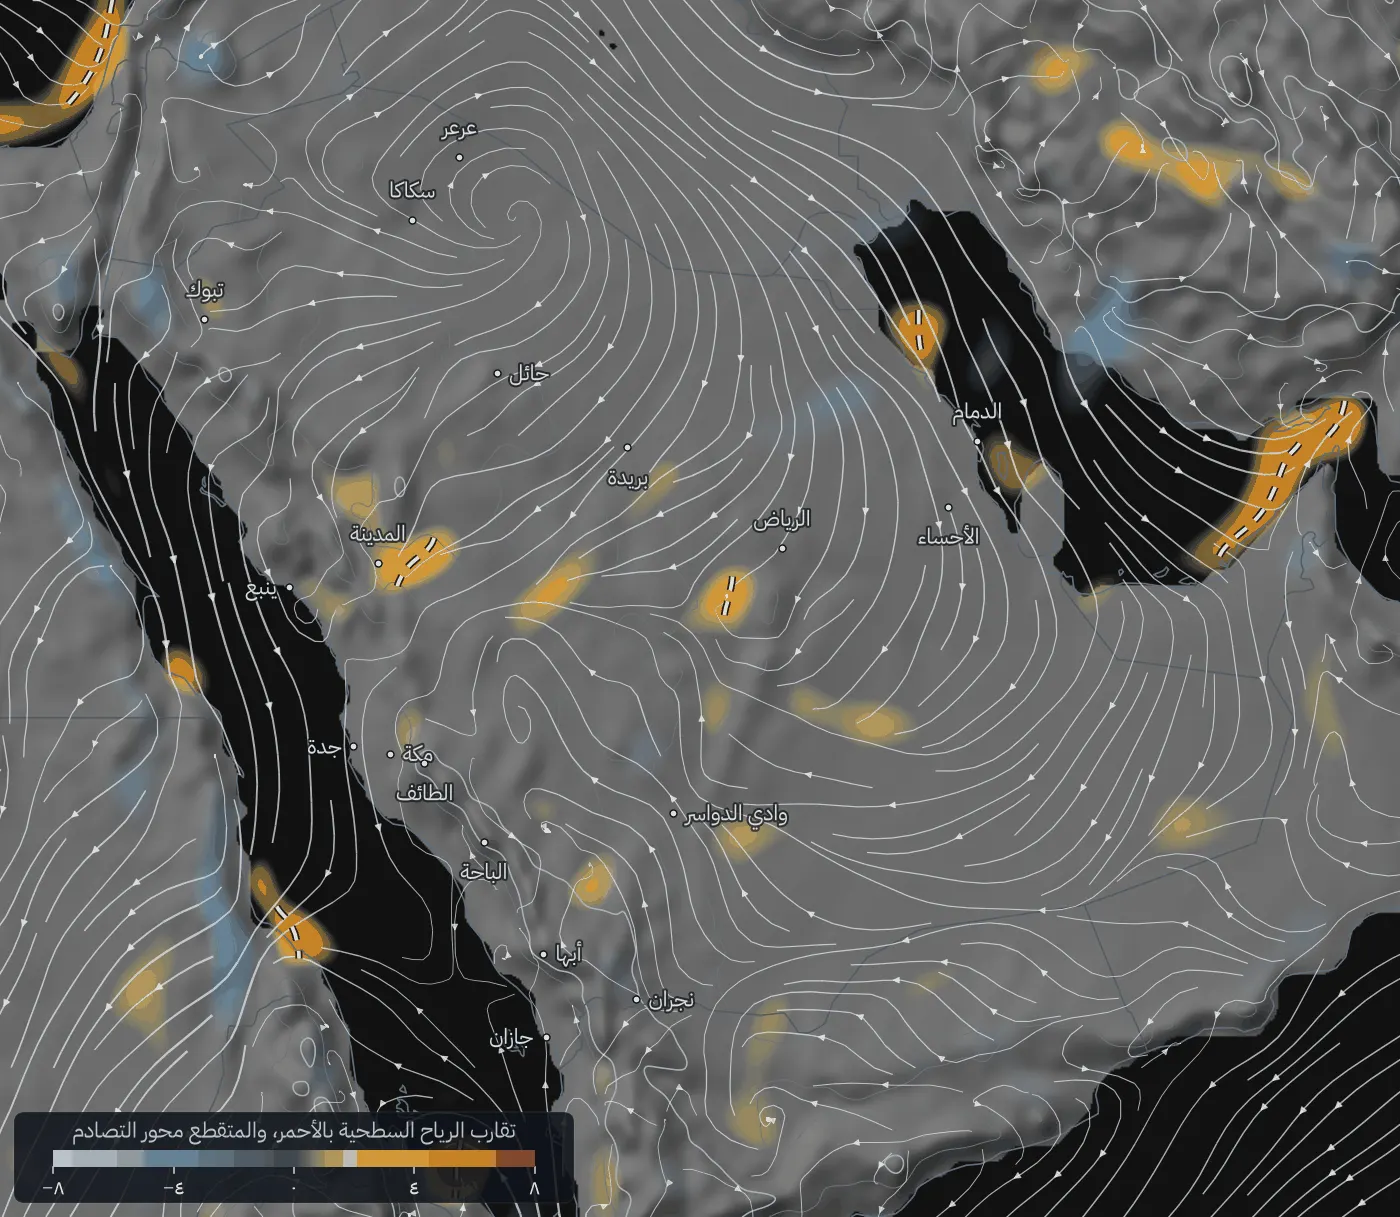 عرعر
سكاكا
تبوك
حائل
الدمام
بريدة
الرياض
المدينة
الأحساء
ينبع
جدة
مكة
الطائف
وادي الدواسر
الباحة
أبها
نجران
جازان
تقارب الرياح السطحية بالأحمر، والمتقطع محور التصادم
−٨ −٤ ٠ ٤ ٨